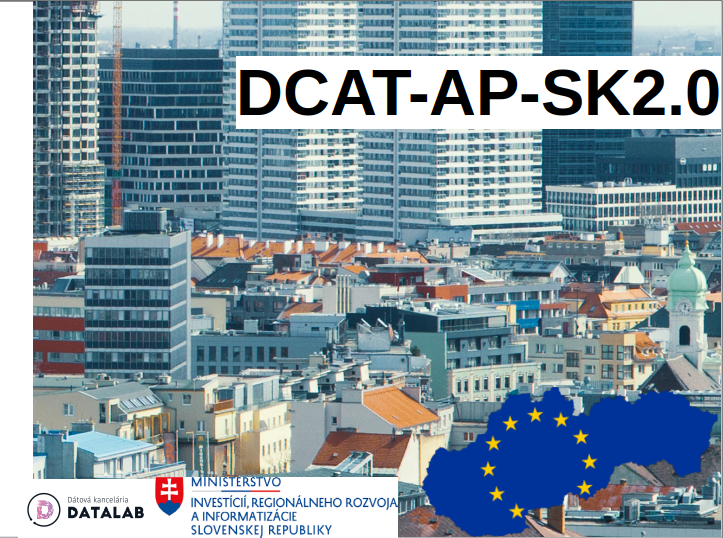 DCAT-AP-SK2.0
Dátová kancelária
DATALAB
MINISTERSTVO
INVESTÍCIÍ, REGIONÁLNEHO ROZVOJA
A INFORMATIZÁCIE
SLOVENSKEJ REPUBLIKY